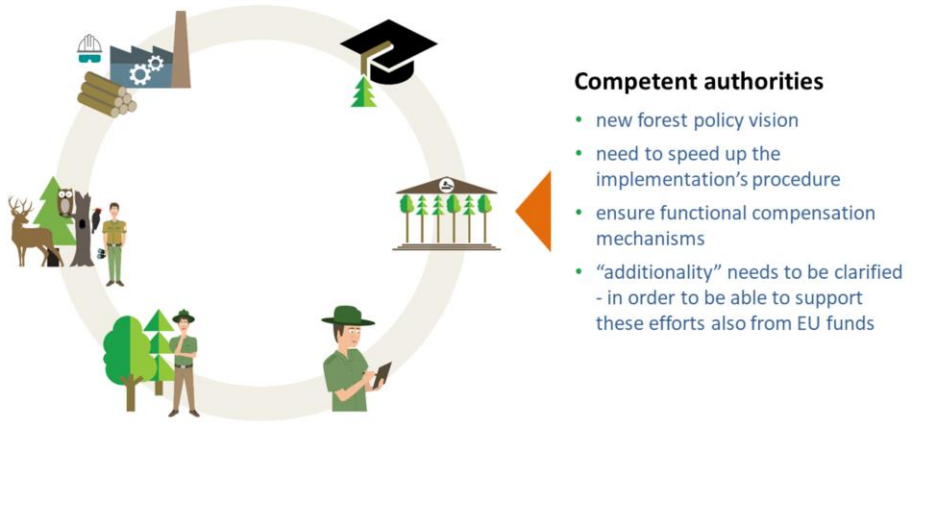 Competent authorities
• new forest policy vision
• need to speed up the
implementation's procedure
• ensure functional compensation
mechanisms
• “additionality” needs to be clarified
- in order to be able to support
these efforts also from EU funds